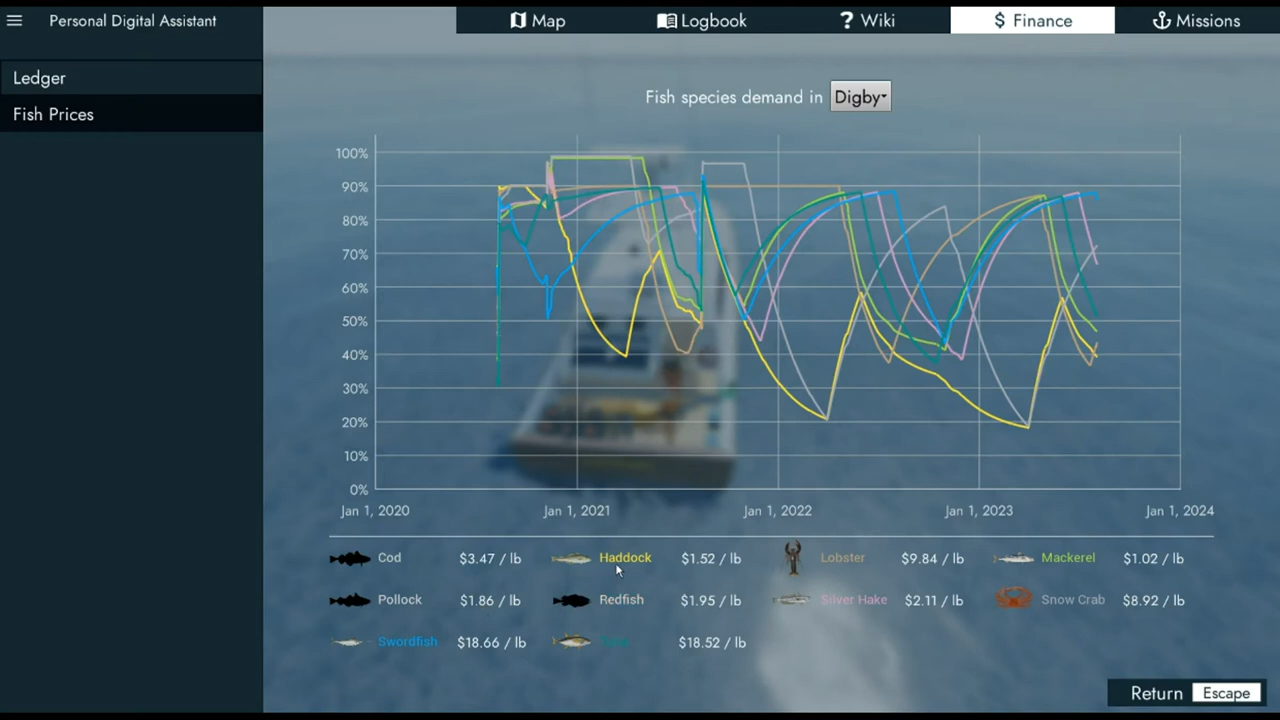 Personal Digital Assistant
Map
Logbook
? Wiki
$ Finance
Missions
Ledger
Fish Prices
Fish species demand in Digby
100%
90%
80%
70%
60%
50%
40%
30%
20%
10%
0%
Jan 1, 2020 Jan 1, 2021 Jan 1, 2022 Jan 1, 2023 Jan 1, 2024
Cod $3.47 / lb Haddock $1.52 / lb Lobster $9.84 / lb Mackerel $1.02 / lb
Pollock $1.86 / lb Redfish $1.95 / lb Silver Hake $2.11 / lb Snow Crab $8.92 / lb
Swordfish $18.66 / lb Tuna $18.52 / lb
Return Escape